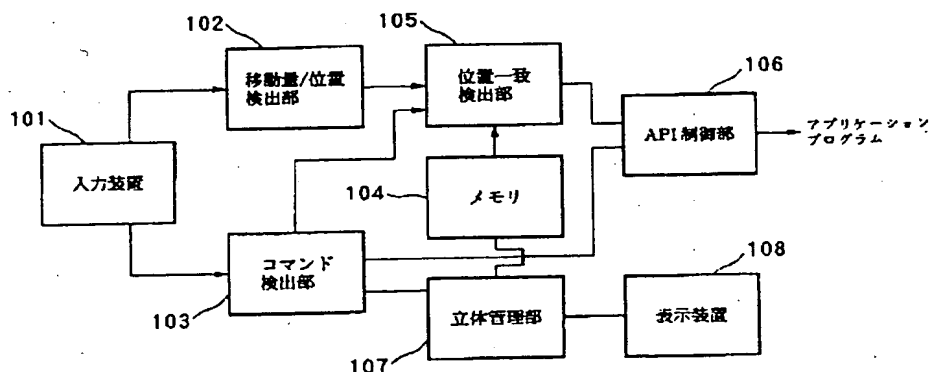 102
移動量/位置
検出部
105
位置一致
検出部
106
API制御部
アプリケーション
プログラム
101
入力装置
104
メモリ
コマンド
検出部
103
立体管理部
107
108
表示装置